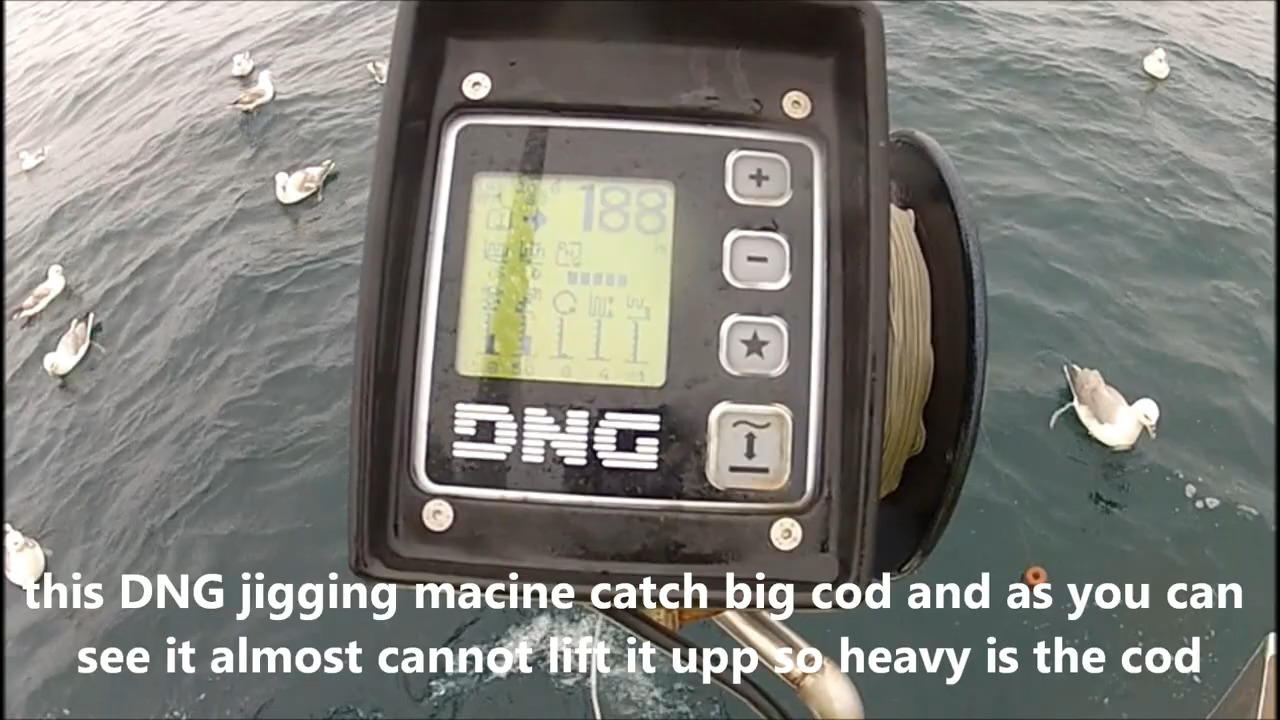 188
+
-
★
DNG
this DNG jigging macine catch big cod and as you can
see it almost cannot lift it upp so heavy is the cod